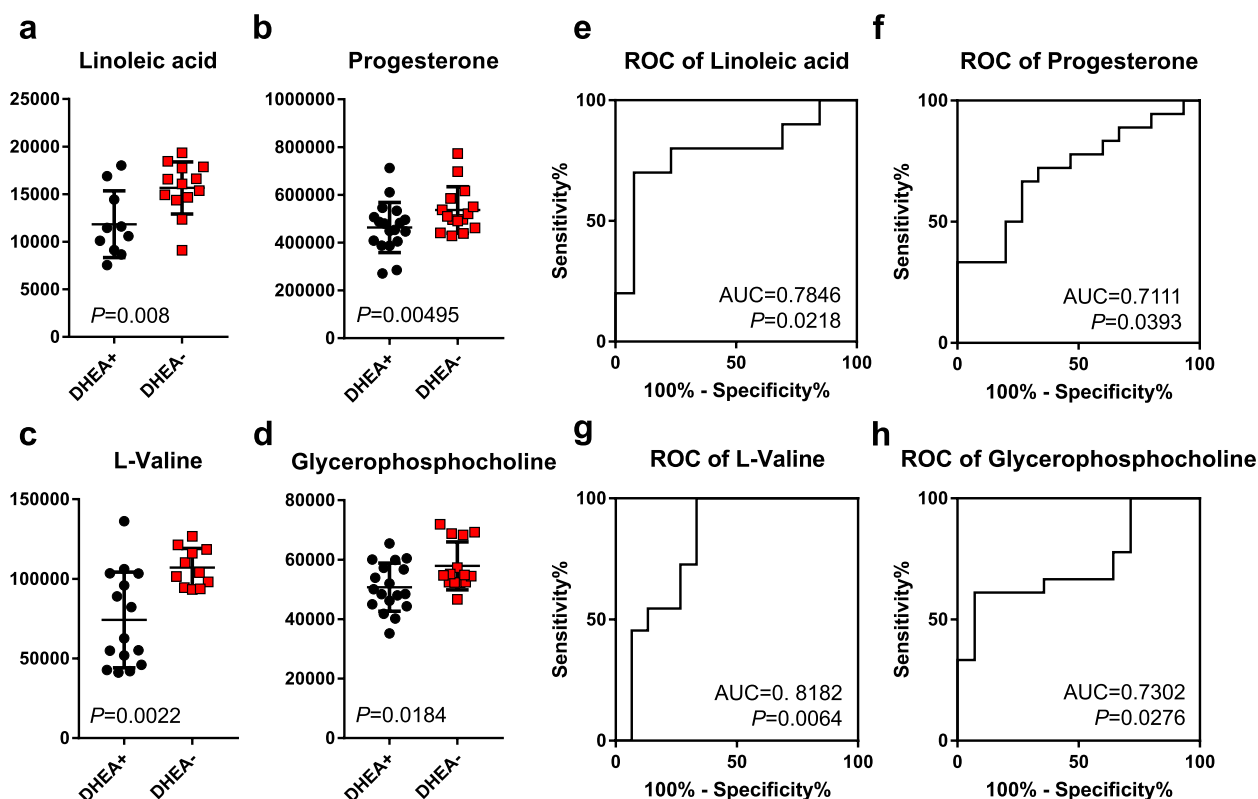 a
Linoleic acid
25000
20000
15000
10000
5000
0
P=0.008
DHEA+
DHEA-
b
Progesterone
1000000
800000
600000
400000
200000
0
P=0.00495
DHEA+
DHEA-
e
ROC of Linoleic acid
Sensitivity%
100
50
0
AUC=0.7846
P=0.0218
0 50 100
100% - Specificity%
f
ROC of Progesterone
Sensitivity%
100
50
0
AUC=0.7111
P=0.0393
0 50 100
100% - Specificity%
c
L-Valine
150000
100000
50000
0
P=0.0022
DHEA+
DHEA-
d
Glycerophosphocholine
80000
60000
40000
20000
0
P=0.0184
DHEA+
DHEA-
g
ROC of L-Valine
Sensitivity%
100
50
0
AUC=0. 8182
P=0.0064
0 50 100
100% - Specificity%
h
ROC of Glycerophosphocholine
Sensitivity%
100
50
0
AUC=0.7302
P=0.0276
0 50 100
100% - Specificity%